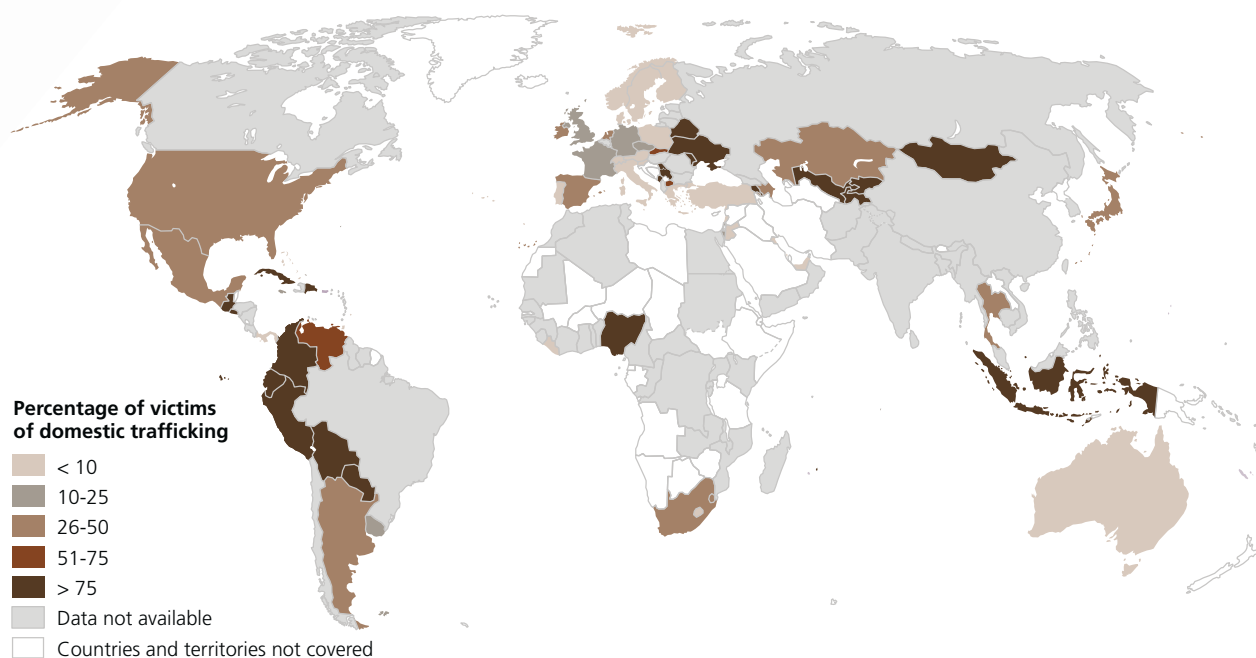 Percentage of victims
of domestic trafficking
< 10
10-25
26-50
51-75
> 75
Data not available
Countries and territories not covered